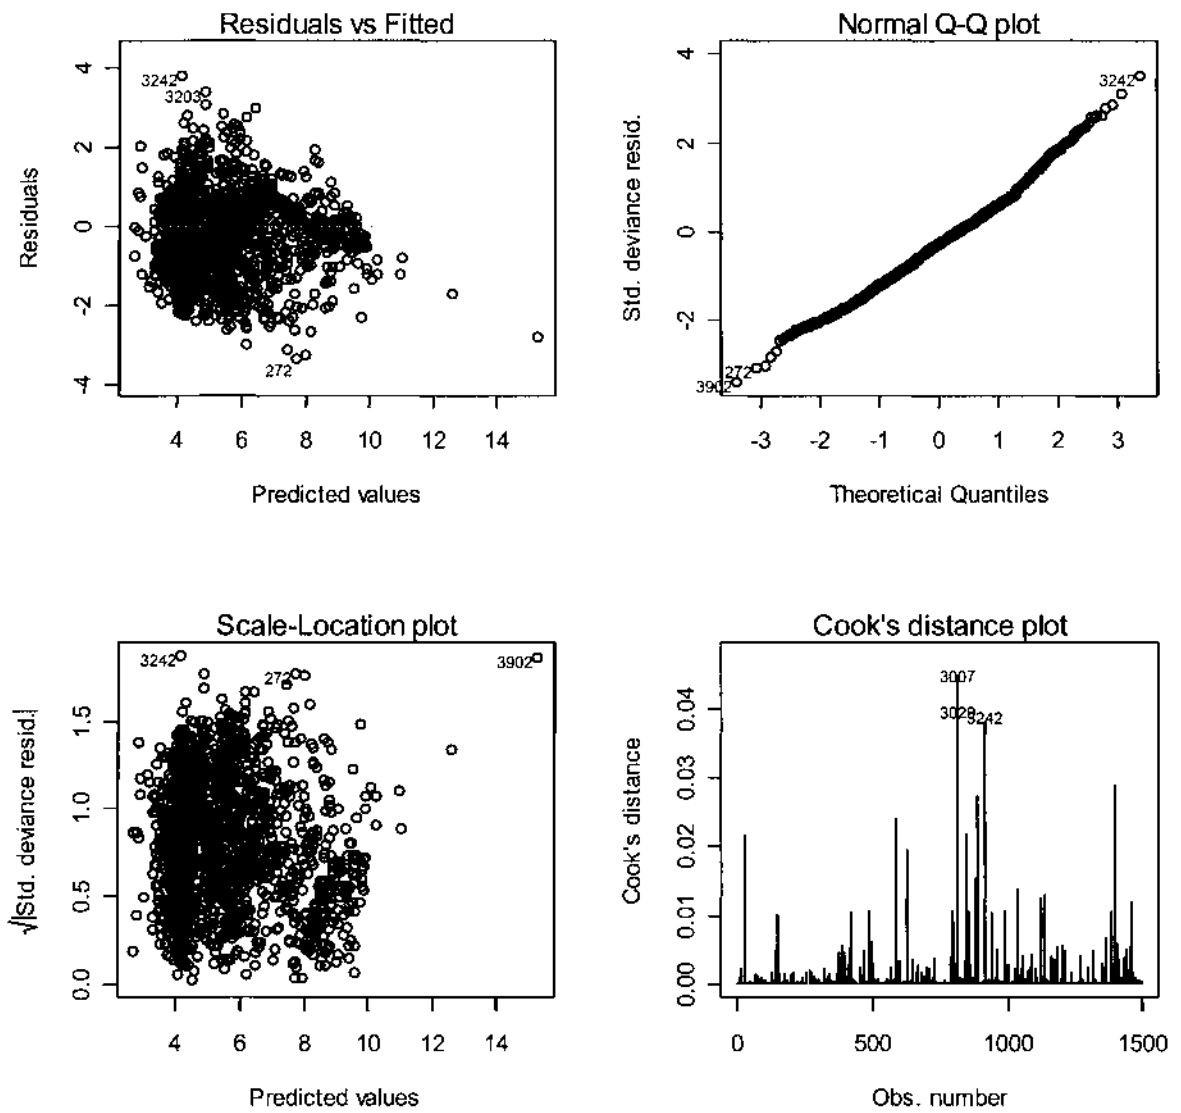 Residuals vs Fitted
4
2
0
-2
-4
Residuals
3242
3203
272
4 6 8 10 12 14
Predicted values
Normal Q-Q plot
4
2
0
-2
Std. deviance resid.
3242
272
3902
-3 -2 -1 0 1 2 3
Theoretical Quantiles
Scale-Location plot
1.5
1.0
0.5
0.0
√|Std. deviance resid.|
3242
272
3902
4 6 8 10 12 14
Predicted values
Cook's distance plot
0.04
0.03
0.02
0.01
0.00
Cook's distance
3007
3029
3242
0 500 1000 1500
Obs. number